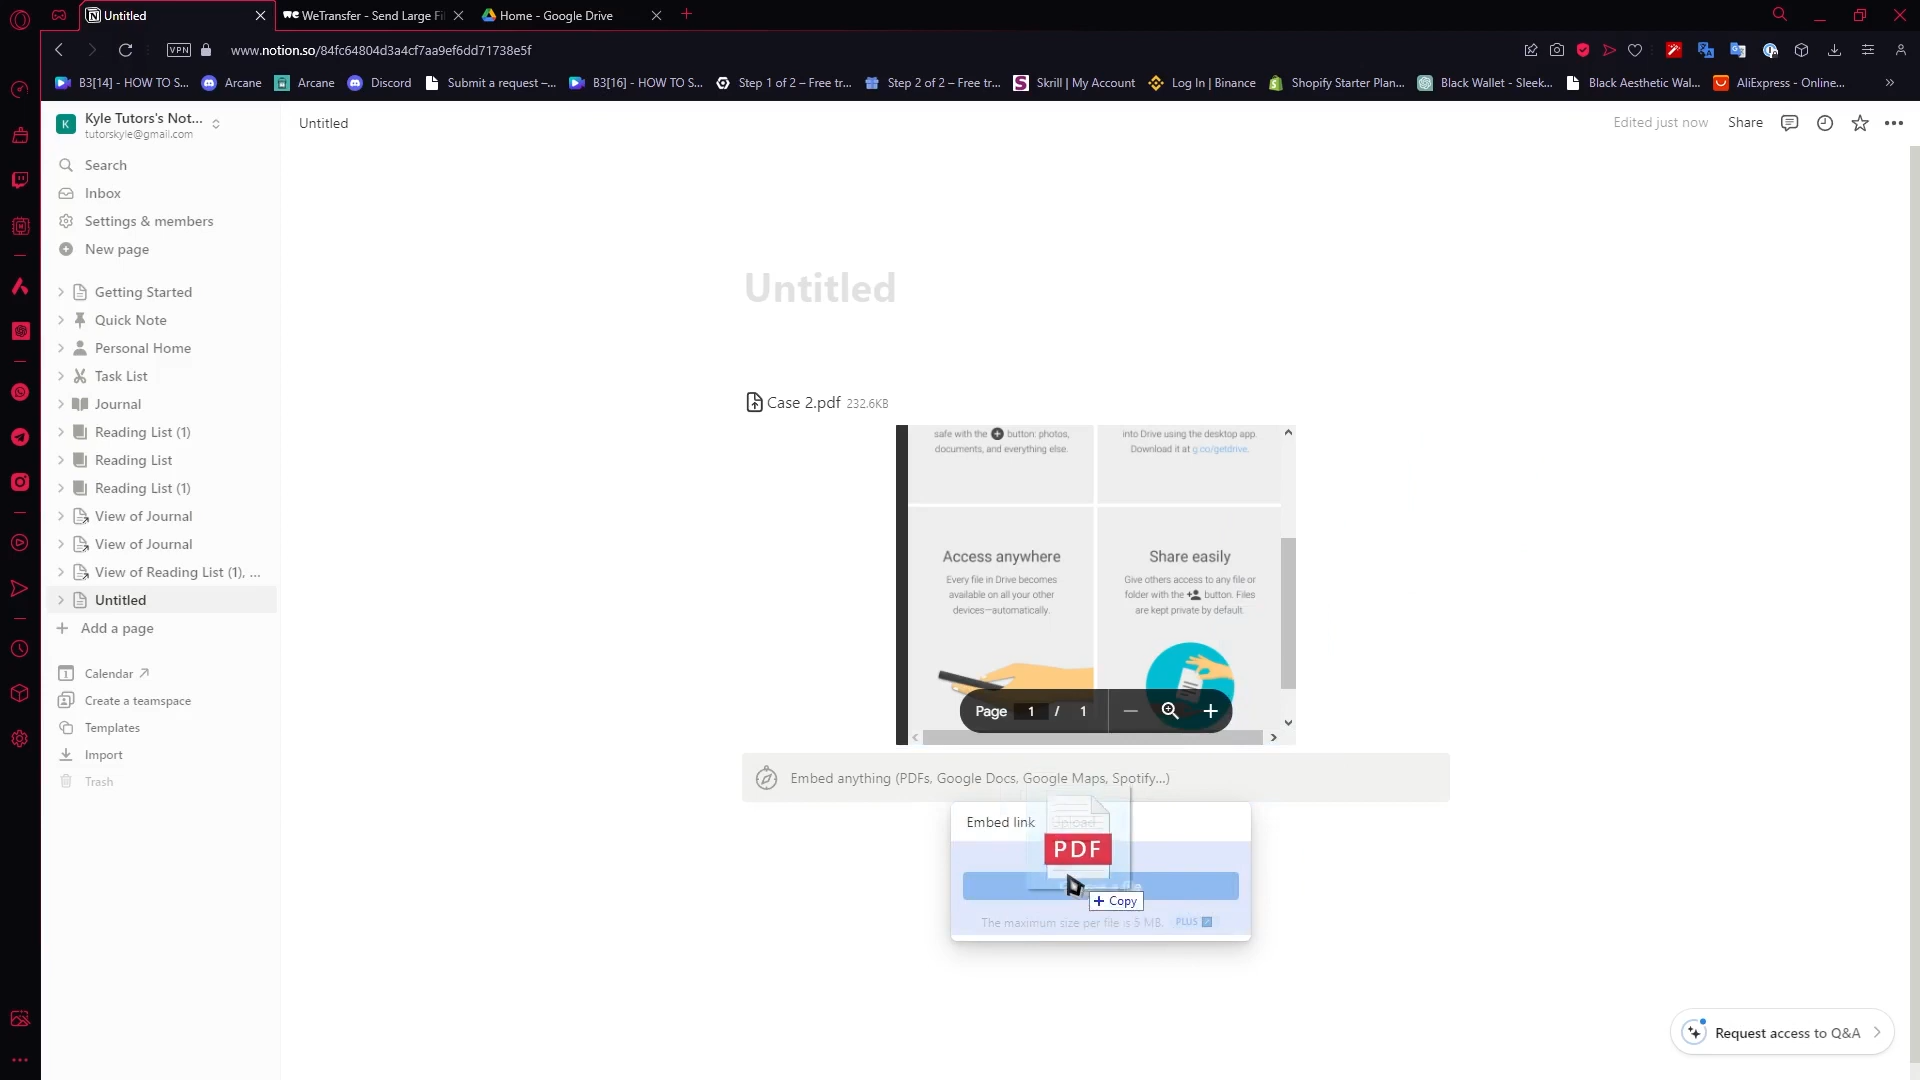 Untitled
WeTransfer - Send Large Fi
Home - Google Drive
VPN
www.notion.so/84fc64804d3a4cf7aa9ef6dd71738e5f
B3[14] - HOW TO S...
Arcane
Arcane
Discord
Submit a request –...
B3[16] - HOW TO S...
Step 1 of 2 – Free tr...
Step 2 of 2 – Free tr...
Skrill | My Account
Log In | Binance
Shopify Starter Plan...
Black Wallet - Sleek...
Black Aesthetic Wal...
AliExpress - Online...
K
Kyle Tutors's Not...
tutorskyle@gmail.com
Untitled
Edited just now
Share
Search
Inbox
Settings & members
New page
Getting Started
Quick Note
Personal Home
Task List
Journal
Reading List (1)
Reading List
Reading List (1)
View of Journal
View of Journal
View of Reading List (1), ...
Untitled
Add a page
Calendar
Create a teamspace
Templates
Import
Trash
Untitled
Case 2.pdf 232.6KB
safe with the button: photos,
documents, and everything else.
into Drive using the desktop app.
Download it at g.co/getdrive.
Access anywhere
Every file in Drive becomes
available on all your other
devices—automatically.
Share easily
Give others access to any file or
folder with the button. Files
are kept private by default.
Page 1 / 1
Embed anything (PDFs, Google Docs, Google Maps, Spotify...)
Embed link
Upload
PDF
Copy
The maximum size per file is 5 MB. PLUS
Request access to Q&A